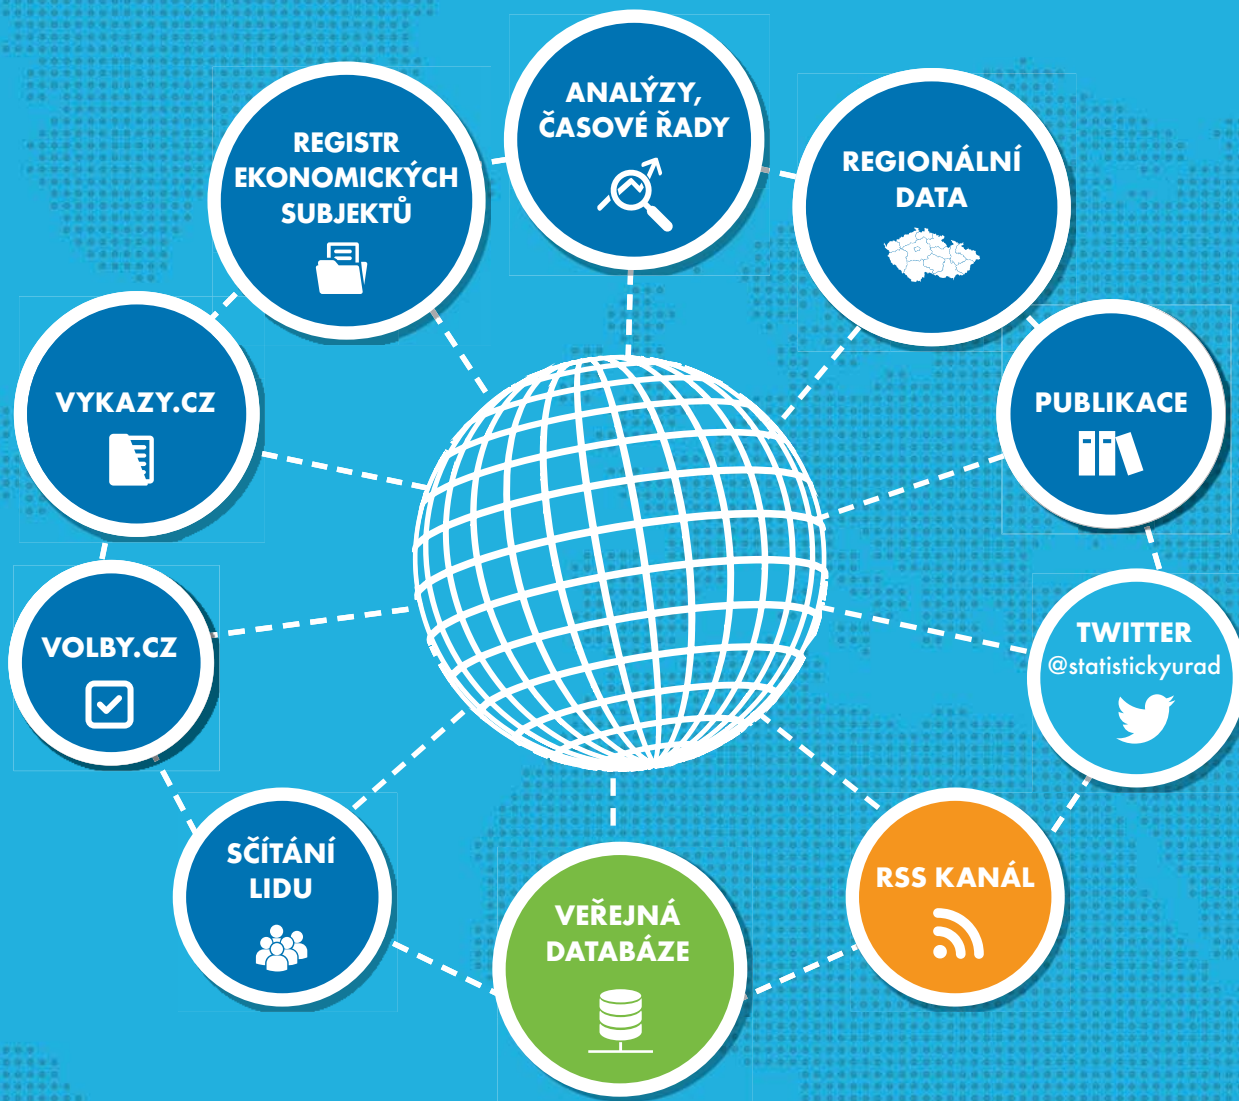 ANALÝZY,
ČASOVÉ ŘADY
REGISTR
EKONOMICKÝCH
SUBJEKTŮ
REGIONÁLNÍ
DATA
VYKAZY.CZ
PUBLIKACE
VOLBY.CZ
TWITTER
@statistickyurad
SČÍTÁNÍ
LIDU
RSS KANÁL
VEŘEJNÁ
DATABÁZE